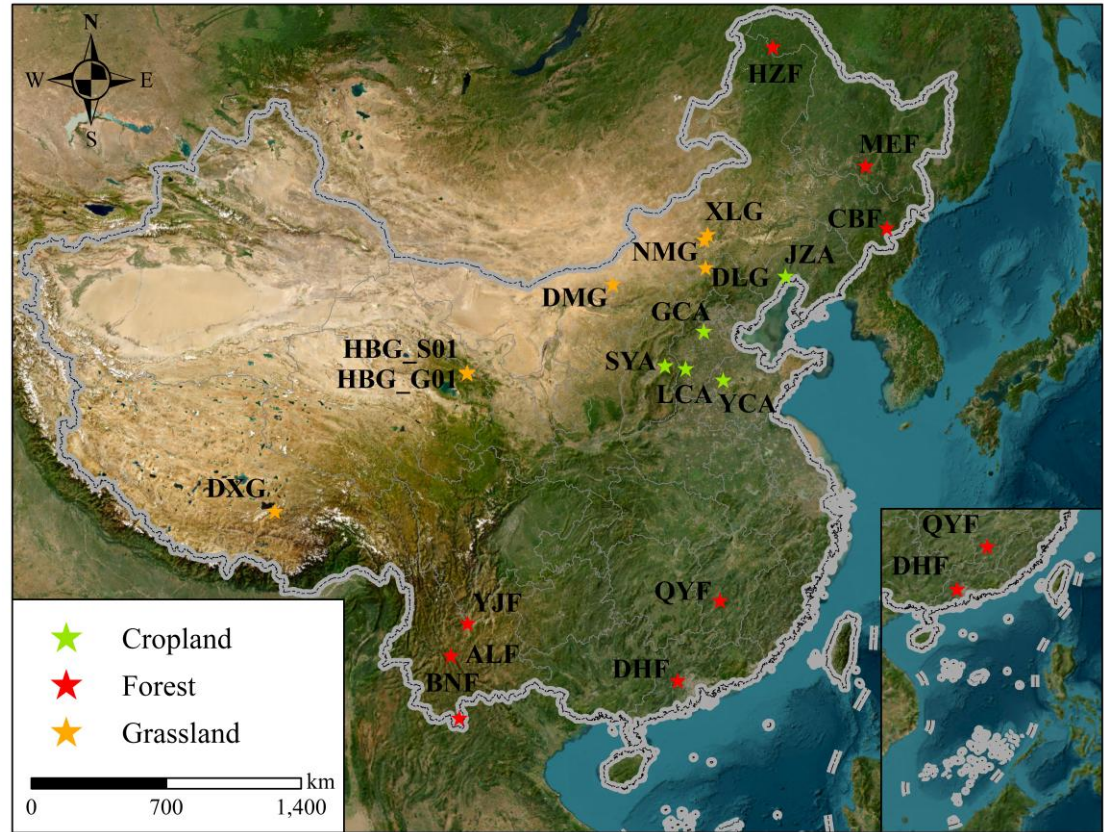 N
W E
S
HZF
MEF
CBF
XLG
NMG
JZA
DLG
DMG
GCA
HBG_S01
HBG_G01
SYA
LCA
YCA
DXG
YJF
ALF
BNF
QYF
DHF
QYF
DHF
Cropland
Forest
Grassland
km
0 700 1,400